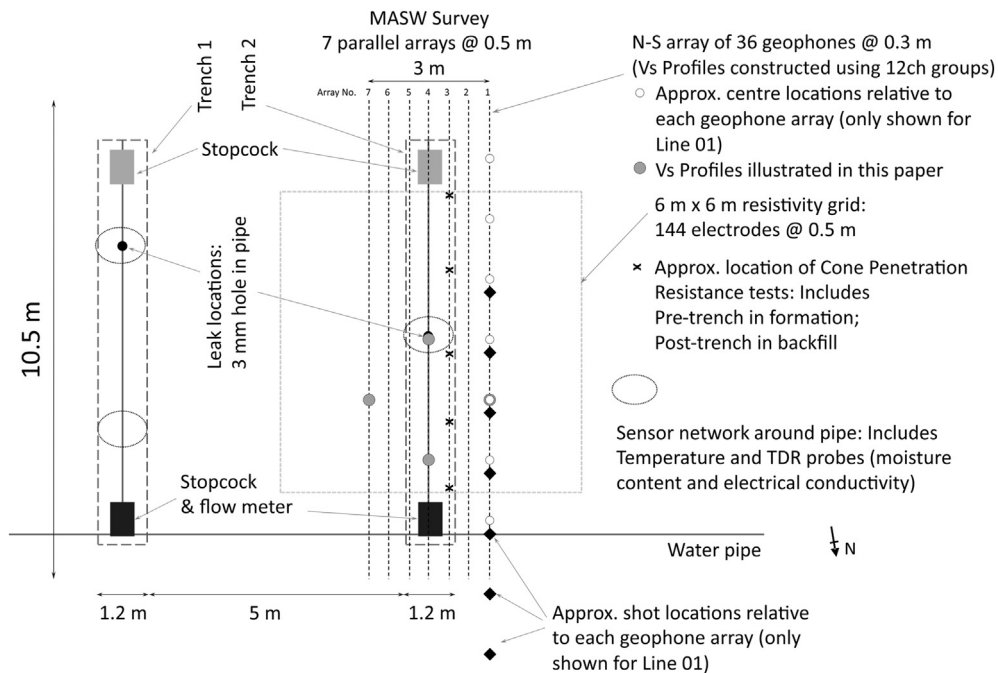 MASW Survey
7 parallel arrays @ 0.5 m
3 m
Array No. 7 6 5 4 3 2 1
Trench 1
Trench 2
Stopcock
Leak locations:
3 mm hole in pipe
10.5 m
Stopcock
& flow meter
1.2 m
5 m
1.2 m
N-S array of 36 geophones @ 0.3 m
(Vs Profiles constructed using 12ch groups)
Approx. centre locations relative to
each geophone array (only shown for
Line 01)
Vs Profiles illustrated in this paper
6 m x 6 m resistivity grid:
144 electrodes @ 0.5 m
Approx. location of Cone Penetration
Resistance tests: Includes
Pre-trench in formation;
Post-trench in backfill
Sensor network around pipe: Includes
Temperature and TDR probes (moisture
content and electrical conductivity)
Water pipe
N
Approx. shot locations relative
to each geophone array (only
shown for Line 01)